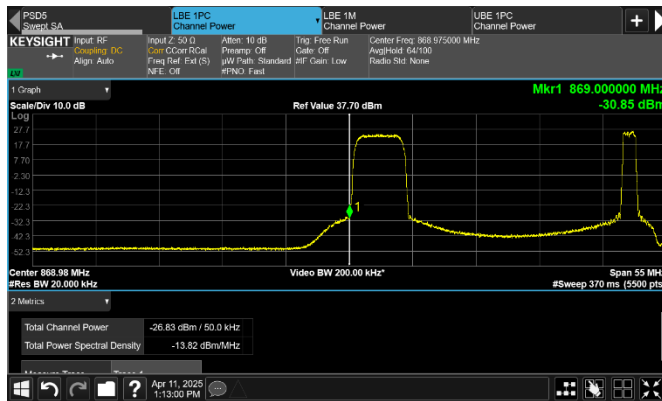 PSD5
Swept SA
LBE 1PC
Channel Power
LBE 1M
Channel Power
UBE 1PC
Channel Power
KEYSIGHT
Input: RF
Coupling: DC
Align: Auto
Input Z: 50 Ω
Corr CCorr RCal
Freq Ref: Ext (S)
NFE: Off
Atten: 10 dB
Preamp: Off
µW Path: Standard
#PNO: Fast
Trig: Free Run
Gate: Off
#IF Gain: Low
Center Freq: 868.975000 MHz
Avg|Hold: 64/100
Radio Std: None
1 Graph
Mkr1 869.000000 MHz
Scale/Div 10.0 dB
Ref Value 37.70 dBm
-30.85 dBm
Log
27.7
17.7
7.70
-2.30
-12.3
-22.3
-32.3
-42.3
-52.3
1
Center 868.98 MHz
Video BW 200.00 kHz*
Span 55 MHz
#Res BW 20.000 kHz
#Sweep 370 ms (5500 pts)
2 Metrics
Total Channel Power
-26.83 dBm / 50.0 kHz
Total Power Spectral Density
-13.82 dBm/MHz
Apr 11, 2025
1:13:00 PM